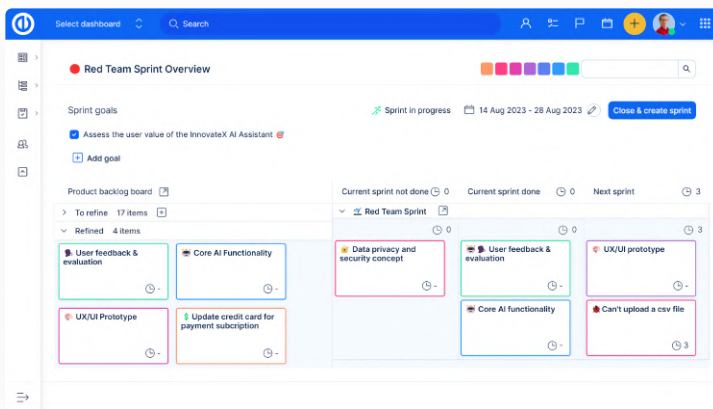 Select dashboard
Search
Red Team Sprint Overview
Sprint goals
Sprint in progress
14 Aug 2023 - 28 Aug 2023
Close & create sprint
Assess the user value of the InnovateX AI Assistant
Add goal
Product backlog board
Current sprint not done 0
Current sprint done 0
Next sprint 3
To refine 17 items
Red Team Sprint
Refined 4 items
0
0
3
User feedback &
evaluation
-
Core AI Functionality
-
Data privacy and
security concept
-
User feedback &
evaluation
-
UX/UI prototype
-
UX/UI Prototype
-
$ Update credit card for
payment subcription
-
Core AI functionality
-
Can't upload a csv file
3